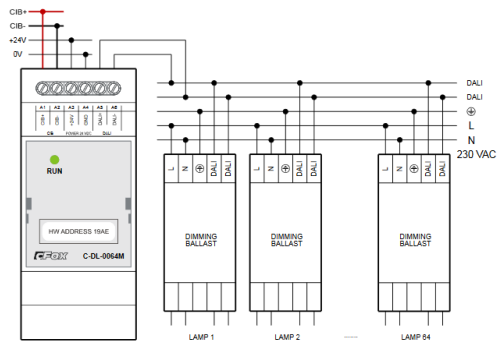 CIB+
CIB-
+24V
0V
A1 A2 A3 A4 A5 A6
CIB+ CIB- +24V GND DALI+ DALI-
CIB POWER 24 VDC DALI
RUN
HW ADDRESS 19AE
CFOX C-DL-0064M
DALI
DALI
L
N
230 VAC
L N DALI DALI
L N DALI DALI
L N DALI DALI
DIMMING
BALLAST
DIMMING
BALLAST
DIMMING
BALLAST
LAMP 1
LAMP 2
LAMP 64